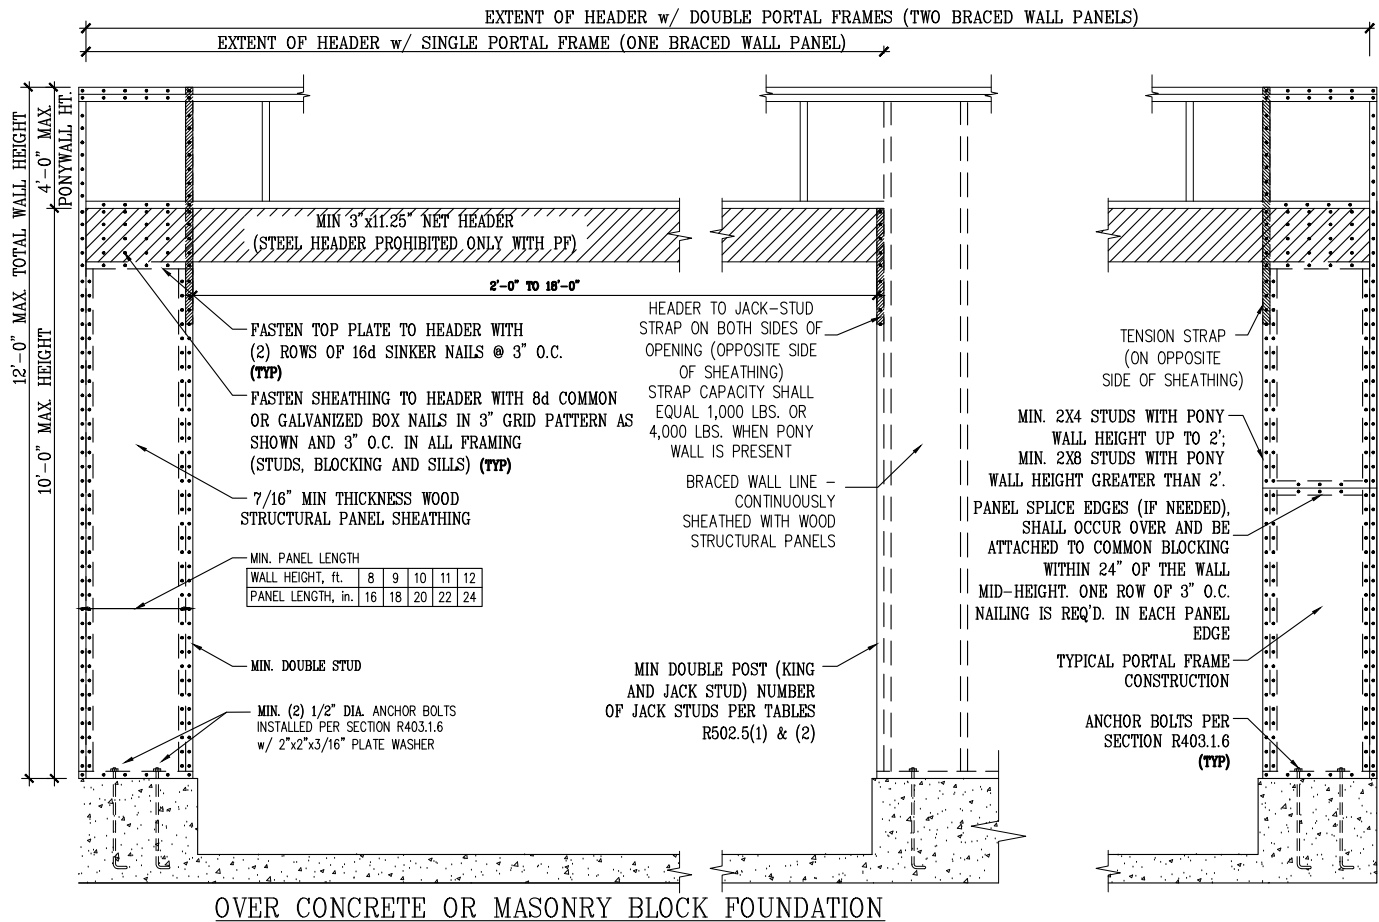 EXTENT OF HEADER w/ DOUBLE PORTAL FRAMES (TWO BRACED WALL PANELS)
EXTENT OF HEADER w/ SINGLE PORTAL FRAME (ONE BRACED WALL PANEL)
12'-0" MAX. TOTAL WALL HEIGHT
4'-0" MAX.
PONYWALL HT.
10'-0" MAX. HEIGHT
MIN 3"x11.25" NET HEADER
(STEEL HEADER PROHIBITED ONLY WITH PF)
2'-0" TO 18'-0"
FASTEN TOP PLATE TO HEADER WITH
(2) ROWS OF 16d SINKER NAILS @ 3" O.C.
(TYP)
FASTEN SHEATHING TO HEADER WITH 8d COMMON
OR GALVANIZED BOX NAILS IN 3" GRID PATTERN AS
SHOWN AND 3" O.C. IN ALL FRAMING
(STUDS, BLOCKING AND SILLS) (TYP)
7/16" MIN THICKNESS WOOD
STRUCTURAL PANEL SHEATHING
MIN. PANEL LENGTH
WALL HEIGHT, ft. 8 9 10 11 12
PANEL LENGTH, in. 16 18 20 22 24
MIN. DOUBLE STUD
MIN. (2) 1/2" DIA. ANCHOR BOLTS
INSTALLED PER SECTION R403.1.6
w/ 2"x2"x3/16" PLATE WASHER
HEADER TO JACK-STUD
STRAP ON BOTH SIDES OF
OPENING (OPPOSITE SIDE
OF SHEATHING)
STRAP CAPACITY SHALL
EQUAL 1,000 LBS. OR
4,000 LBS. WHEN PONY
WALL IS PRESENT
BRACED WALL LINE -
CONTINUOUSLY
SHEATHED WITH WOOD
STRUCTURAL PANELS
MIN DOUBLE POST (KING
AND JACK STUD) NUMBER
OF JACK STUDS PER TABLES
R502.5(1) & (2)
TENSION STRAP
(ON OPPOSITE
SIDE OF SHEATHING)
MIN. 2X4 STUDS WITH PONY
WALL HEIGHT UP TO 2';
MIN. 2X8 STUDS WITH PONY
WALL HEIGHT GREATER THAN 2'.
PANEL SPLICE EDGES (IF NEEDED),
SHALL OCCUR OVER AND BE
ATTACHED TO COMMON BLOCKING
WITHIN 24" OF THE WALL
MID-HEIGHT. ONE ROW OF 3" O.C.
NAILING IS REQ'D. IN EACH PANEL
EDGE
TYPICAL PORTAL FRAME
CONSTRUCTION
ANCHOR BOLTS PER
SECTION R403.1.6
(TYP)
OVER CONCRETE OR MASONRY BLOCK FOUNDATION